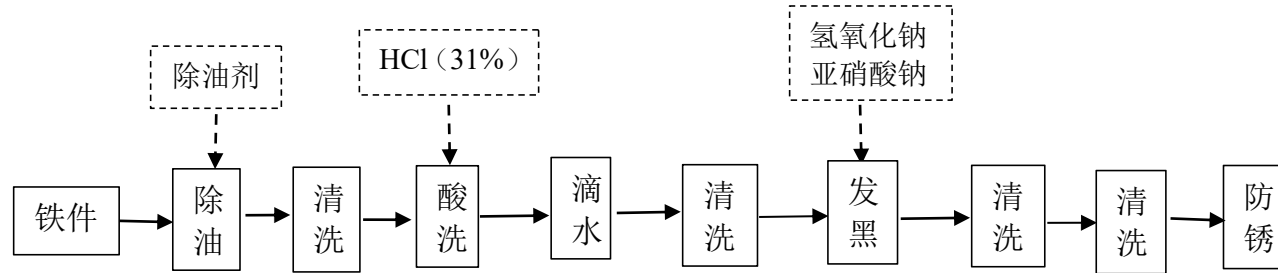 除油剂
HCl（31%）
氢氧化钠
亚硝酸钠
铁件
除油
清洗
酸洗
滴水
清洗
发黑
清洗
清洗
防锈